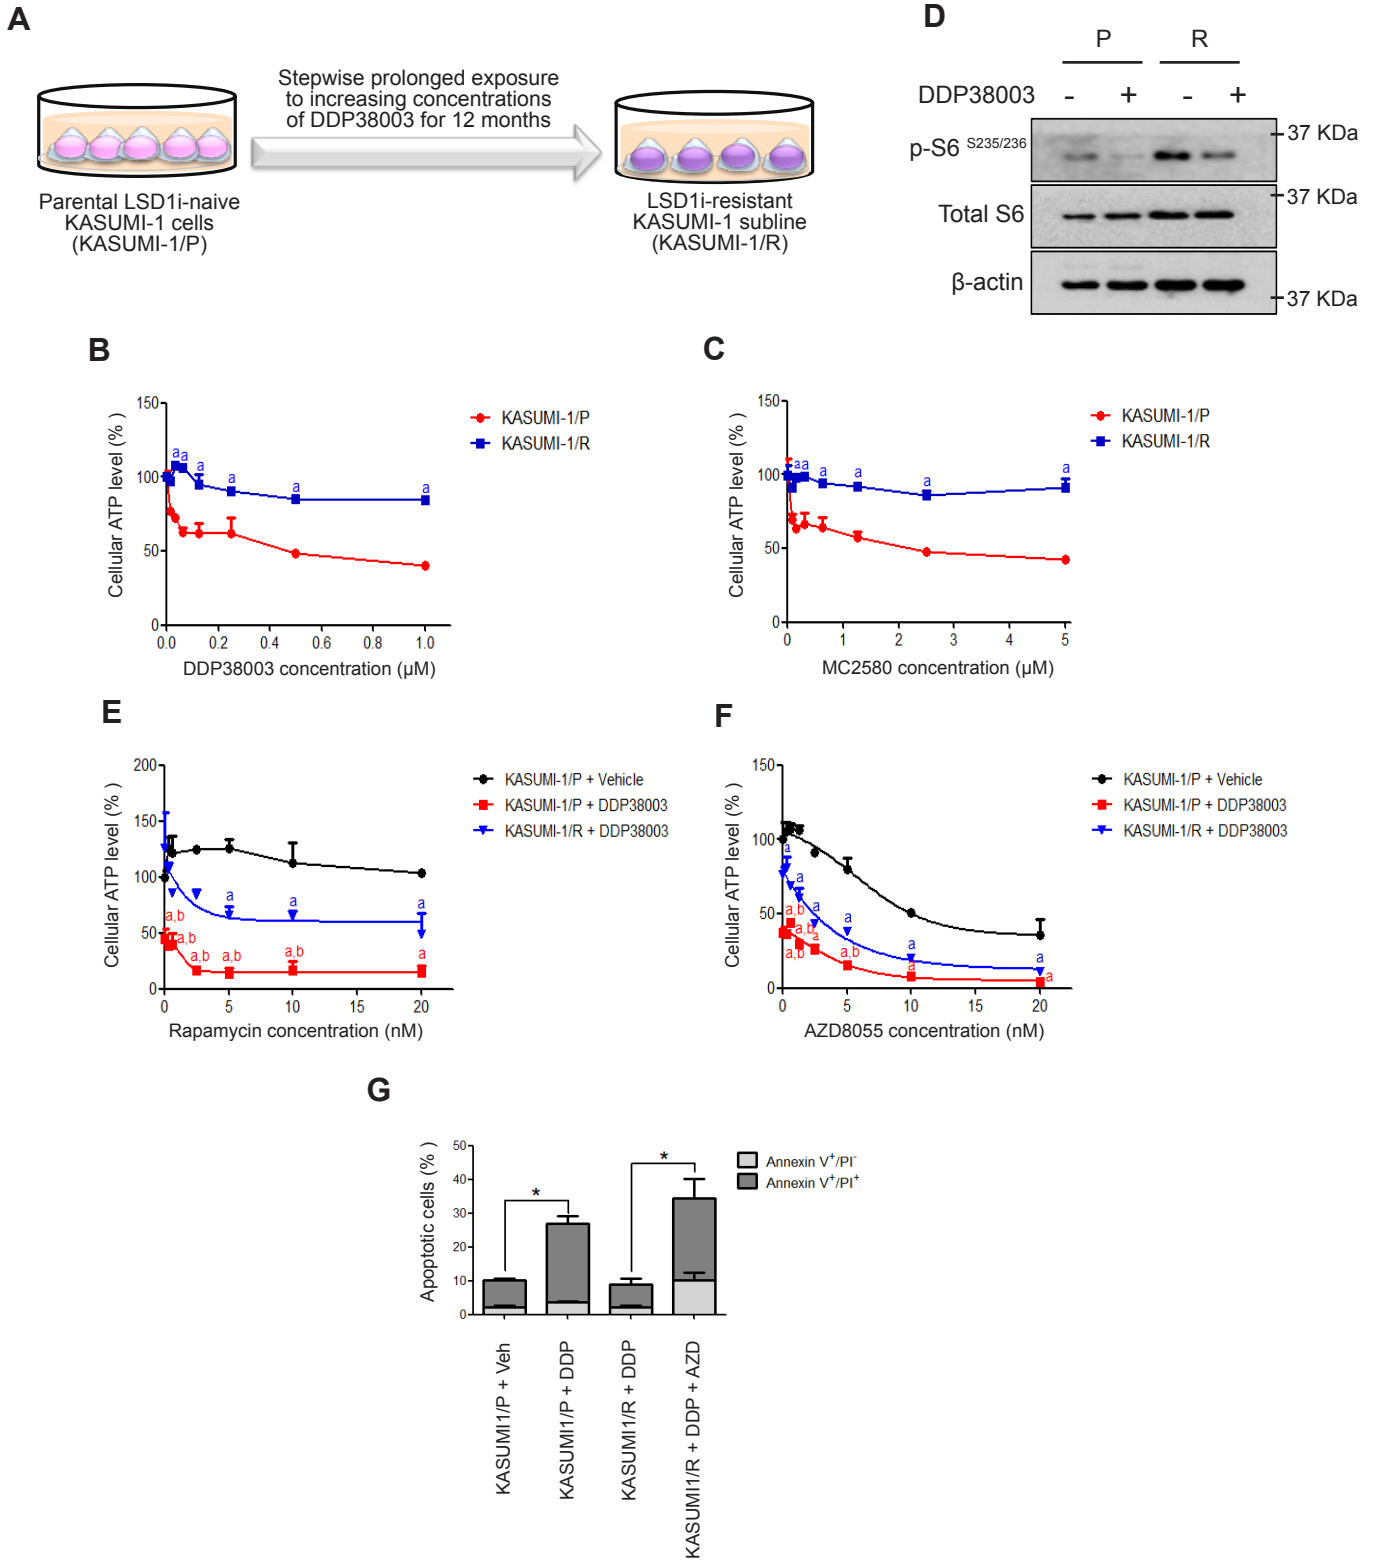 A
Stepwise prolonged exposure
to increasing concentrations
of DDP38003 for 12 months
Parental LSD1i-naive
KASUMI-1 cells
(KASUMI-1/P)
LSD1i-resistant
KASUMI-1 subline
(KASUMI-1/R)
D
P R
DDP38003 - + - +
p-S6 S235/236
37 KDa
Total S6
37 KDa
β-actin
37 KDa
B
Cellular ATP level (% )
150
100
50
0
a a a a a a
0.0 0.2 0.4 0.6 0.8 1.0
DDP38003 concentration (µM)
KASUMI-1/P
KASUMI-1/R
C
Cellular ATP level (% )
150
100
50
0
a a a a a a
0 1 2 3 4 5
MC2580 concentration (µM)
KASUMI-1/P
KASUMI-1/R
E
Cellular ATP level (% )
200
150
100
50
0
a a a
a,b a,b a,b a,b a,b a
0 5 10 15 20
Rapamycin concentration (nM)
KASUMI-1/P + Vehicle
KASUMI-1/P + DDP38003
KASUMI-1/R + DDP38003
F
Cellular ATP level (% )
150
100
50
0
a a a a a a
a,b a,b a,b a a,b a a
0 5 10 15 20
AZD8055 concentration (nM)
KASUMI-1/P + Vehicle
KASUMI-1/P + DDP38003
KASUMI-1/R + DDP38003
G
Apoptotic cells (% )
50
40
30
20
10
0
* *
Annexin V+/PI-
Annexin V+/PI+
KASUMI1/P + Veh
KASUMI1/P + DDP
KASUMI1/R + DDP
KASUMI1/R + DDP + AZD